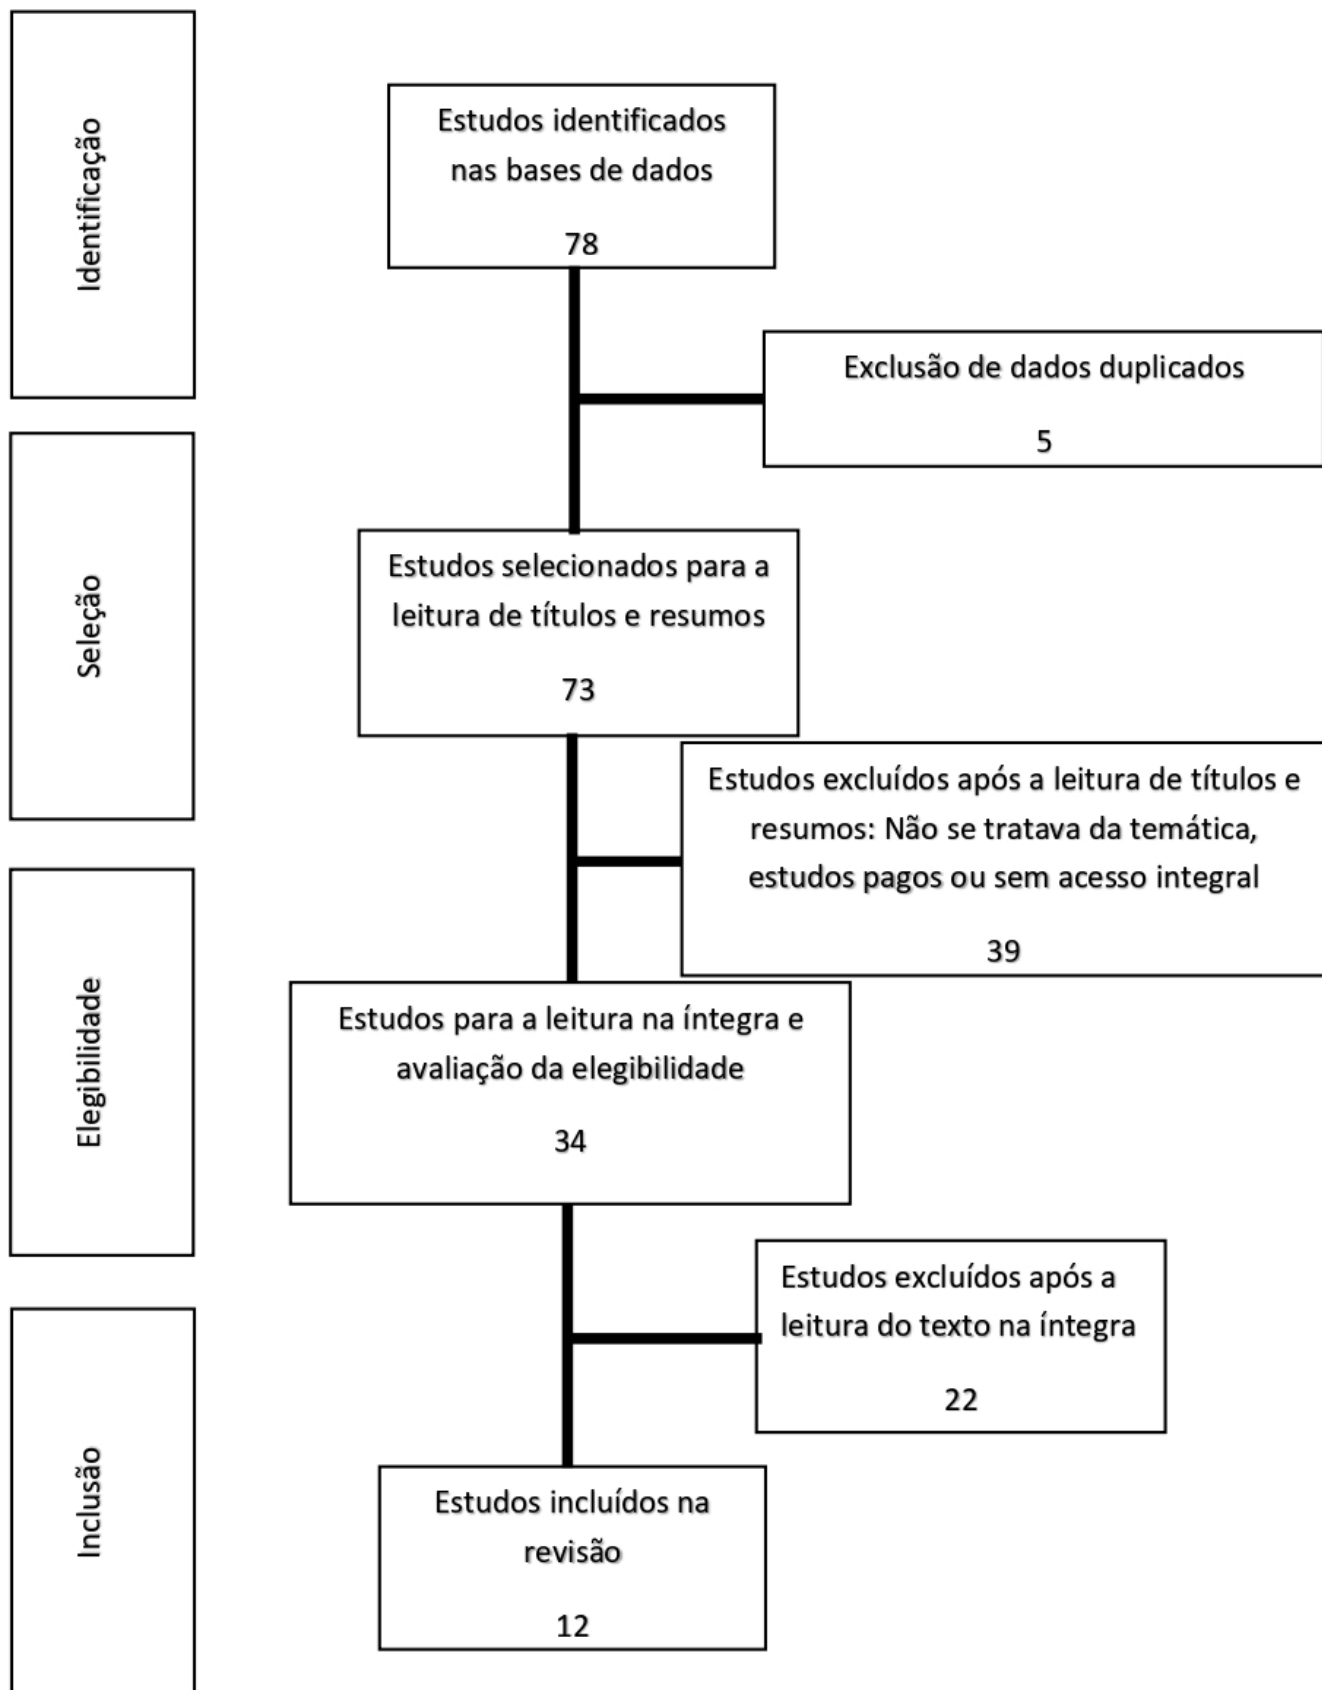 Identificação
Estudos identificados
nas bases de dados
78
Exclusão de dados duplicados
5
Seleção
Estudos selecionados para a
leitura de títulos e resumos
73
Estudos excluídos após a leitura de títulos e
resumos: Não se tratava da temática,
estudos pagos ou sem acesso integral
39
Elegibilidade
Estudos para a leitura na íntegra e
avaliação da elegibilidade
34
Estudos excluídos após a
leitura do texto na íntegra
22
Inclusão
Estudos incluídos na
revisão
12